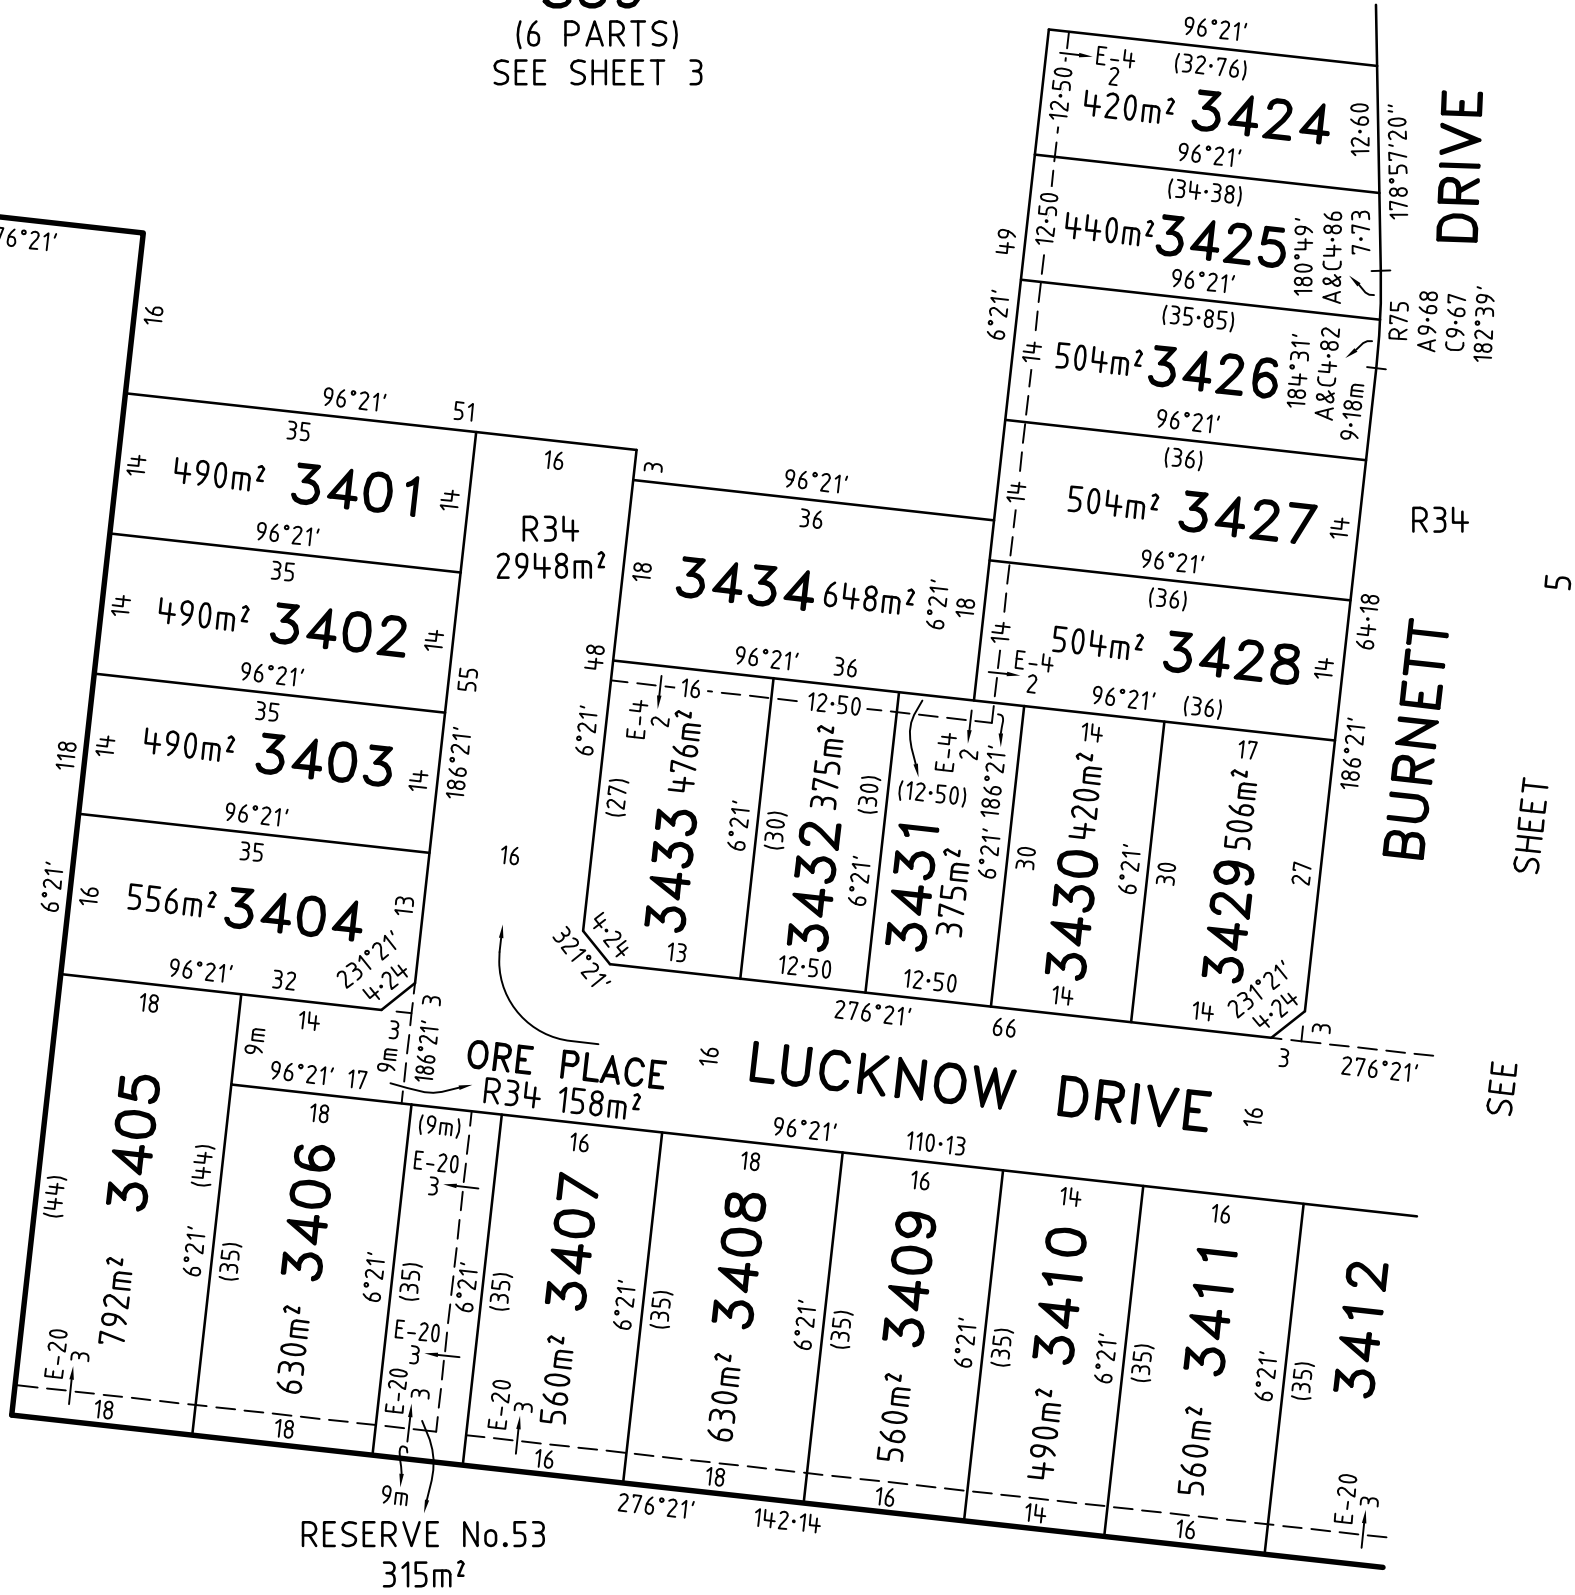 (6 PARTS)
SEE SHEET 3
96°21'
E-4
2
(32·76)
12·50
420m² 3424
12·60
178°57'20"
DRIVE
96°21'
(34·38)
12·50
440m² 3425
180°49'
A&C4·86
7·73
49
96°21'
(35·85)
6°21'
14
504m² 3426
184°31'
A&C4·82
9·18m
R75
A9·68
C9·67
182°39'
96°21'
(36)
14
504m² 3427
14
R34
96°21'
(36)
14
504m² 3428
14
64·18
E-4
2
96°21'
(36)
186°21'
BURNETT
5
SHEET
SEE
76°21'
16
96°21'
51
35
14
490m² 3401
14
96°21'
35
14
490m² 3402
14
96°21'
35
14
490m² 3403
14
96°21'
35
16
556m² 3404
13
118
6°21'
55
186°21'
96°21'
32
231°21'
4·24
16
R34
2948m²
3
96°21'
36
18
3434 648m²
6°21'
18
48
6°21'
96°21'
36
16
E-4
2
(27)
3433 476m²
6°21'
4·24
321°21'
13
12·50
(30)
3432 375m²
(30)
6°21'
12·50
(12·50)
E-4
2
186°21'
3431
375m²
6°21'
12·50
14
30
3430 420m²
6°21'
14
17
30
3429 506m²
27
14
231°21'
4·24
3
3
276°21'
276°21'
66
16
16
LUCKNOW DRIVE
16
ORE PLACE
R34 158m²
3
3
186°21'
9m
14
9m
96°21'
17
18
(44)
3405
792m²
(44)
6°21'
E-20
3
18
18
(35)
3406
630m²
6°21'
18
(9m)
E-20
3
(35)
6°21'
E-20
3
E-20
3
9m
RESERVE No.53
315m²
96°21'
110·13
16
(35)
3407
560m²
6°21'
E-20
3
16
18
(35)
3408
630m²
6°21'
18
16
(35)
3409
560m²
6°21'
16
14
(35)
3410
490m²
6°21'
14
16
(35)
3411
560m²
6°21'
16
(35)
3412
E-20
3
276°21'
142·14